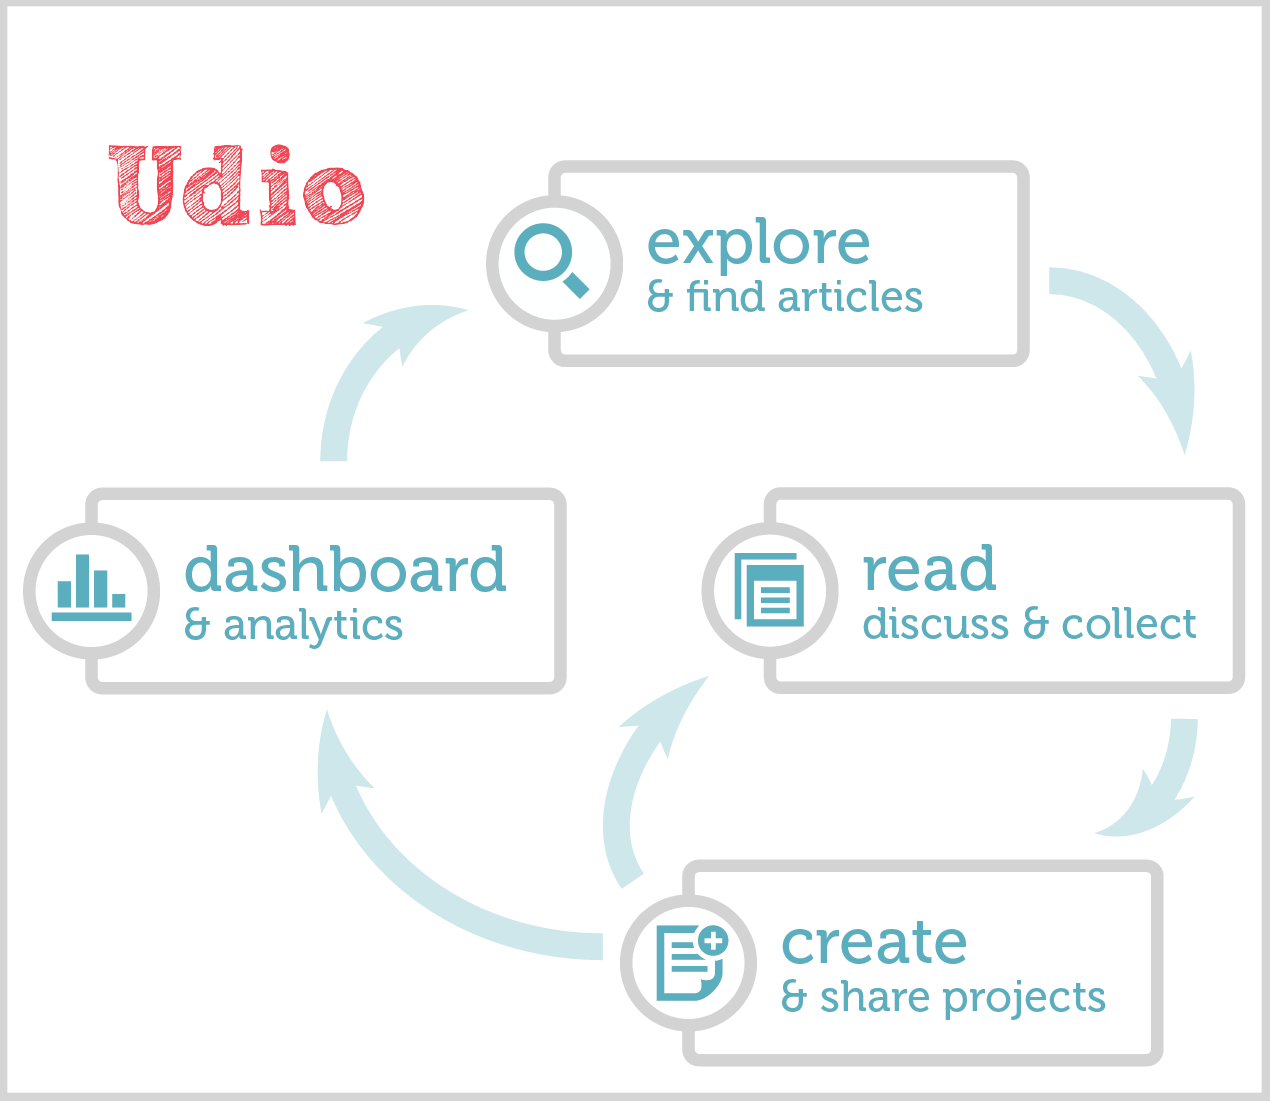 Udio
explore
& find articles
dashboard
& analytics
read
discuss & collect
create
& share projects